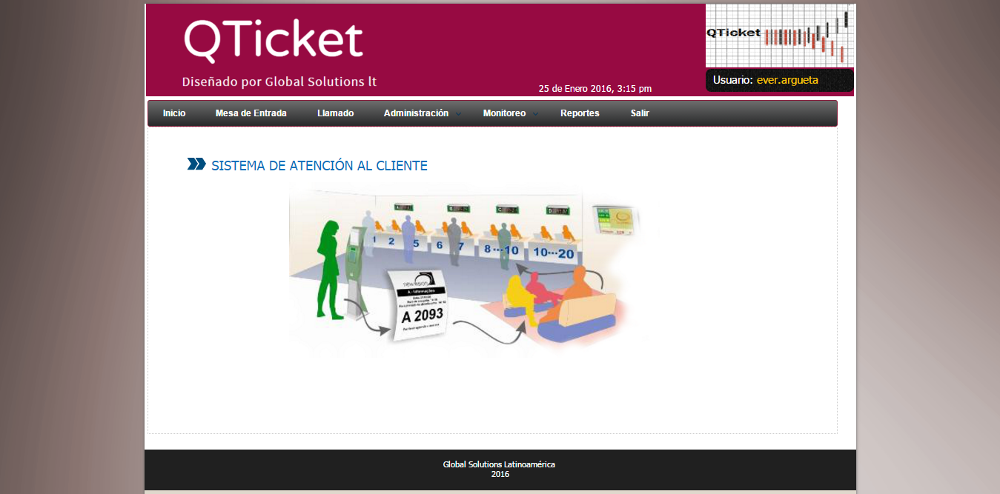 QTicket
Diseñado por Global Solutions lt
25 de Enero 2016, 3:15 pm
QTicket
Usuario: ever.argueta
Inicio
Mesa de Entrada
Llamado
Administración
Monitoreo
Reportes
Salir
SISTEMA DE ATENCIÓN AL CLIENTE
A
B
C
D
1 2 5 6 7 8···10 10···20
A 2093
Global Solutions Latinoamérica
2016